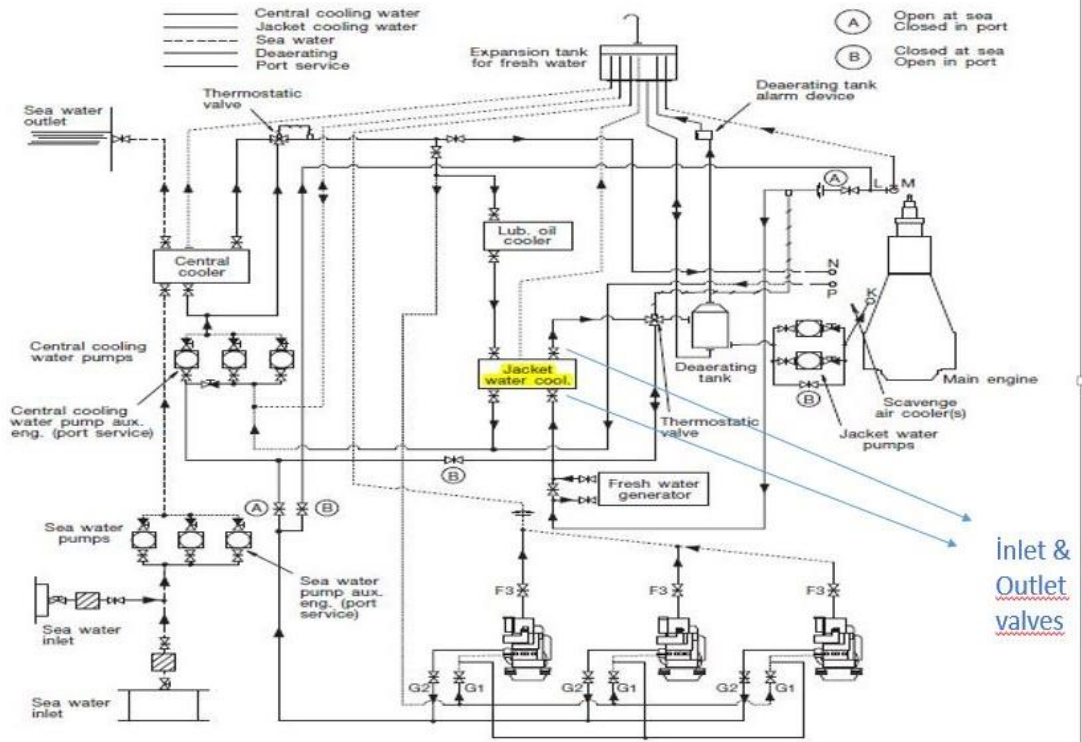 Central cooling water
Jacket cooling water
Sea water
Deaerating
Port service
A
Open at sea
Closed in port
B
Closed at sea
Open in port
Expansion tank
for fresh water
Deaerating tank
alarm device
Thermostatic
valve
Sea water
outlet
A
L
M
Lub. oil
cooler
Central
cooler
N
P
K
Central cooling
water pumps
Jacket
water cool.
Deaerating
tank
Main engine
B
Scavenge
air cooler(s)
Central cooling
water pump aux.
eng. (port service)
Thermostatic
valve
Jacket water
pumps
B
Fresh water
generator
A
B
Sea water
pumps
Sea water
pump aux.
eng. (port
service)
Sea water
inlet
Sea water
inlet
F3
F3
F3
G2
G1
G2
G1
G2
G1
İnlet &
Outlet
valves